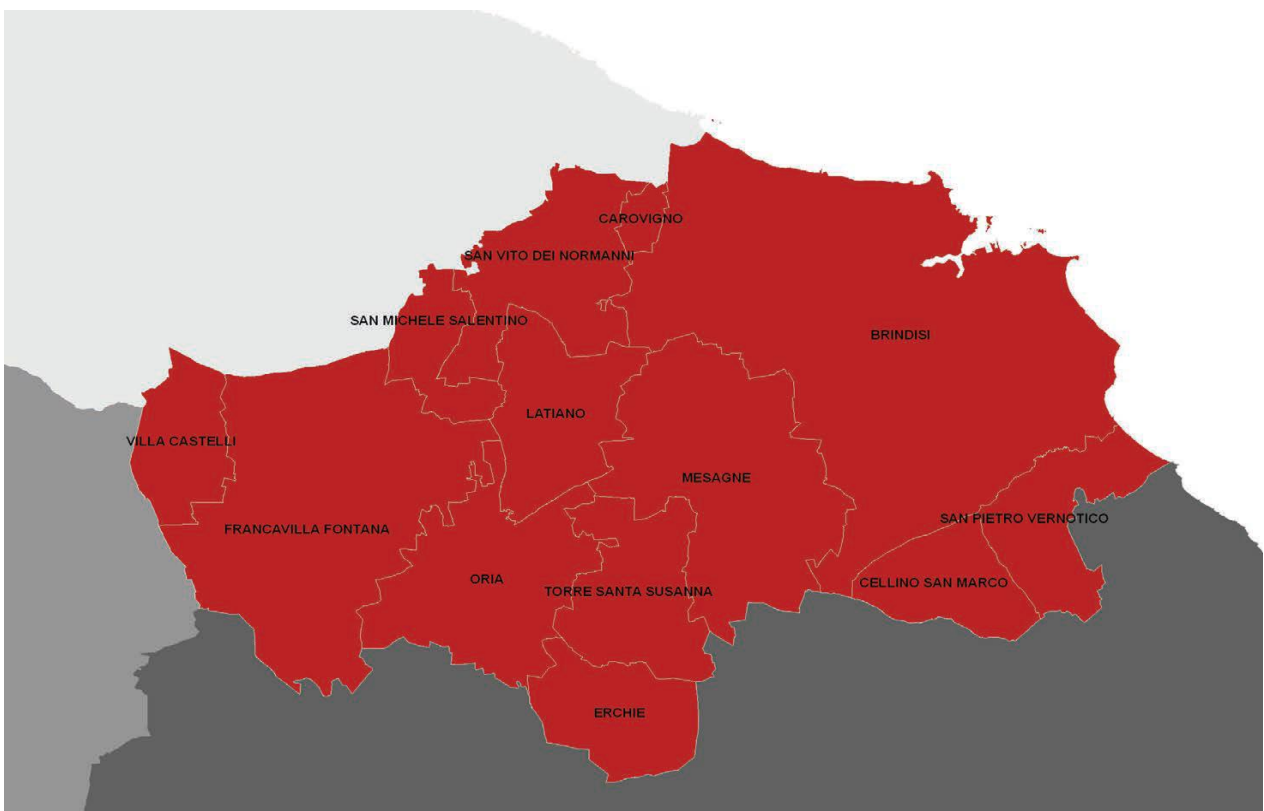 CAROVIGNO
SAN VITO DEI NORMANNI
SAN MICHELE SALENTINO
BRINDISI
LATIANO
VILLA CASTELLI
MESAGNE
SAN PIETRO VERNOTICO
FRANCAVILLA FONTANA
ORIA
CELLINO SAN MARCO
TORRE SANTA SUSANNA
ERCHIE